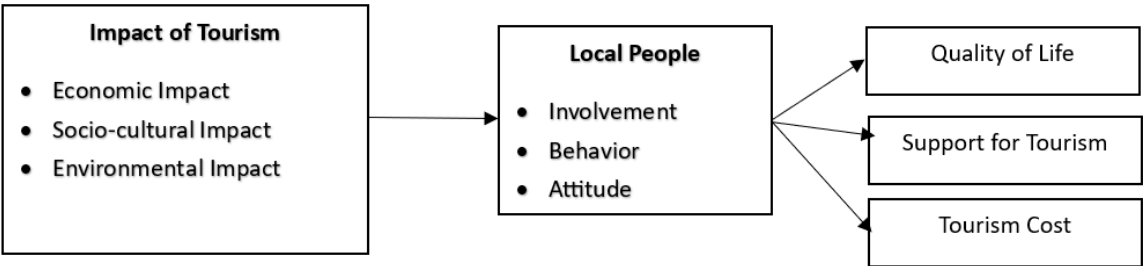 Impact of Tourism
• Economic Impact
• Socio-cultural Impact
• Environmental Impact
Local People
• Involvement
• Behavior
• Attitude
Quality of Life
Support for Tourism
Tourism Cost